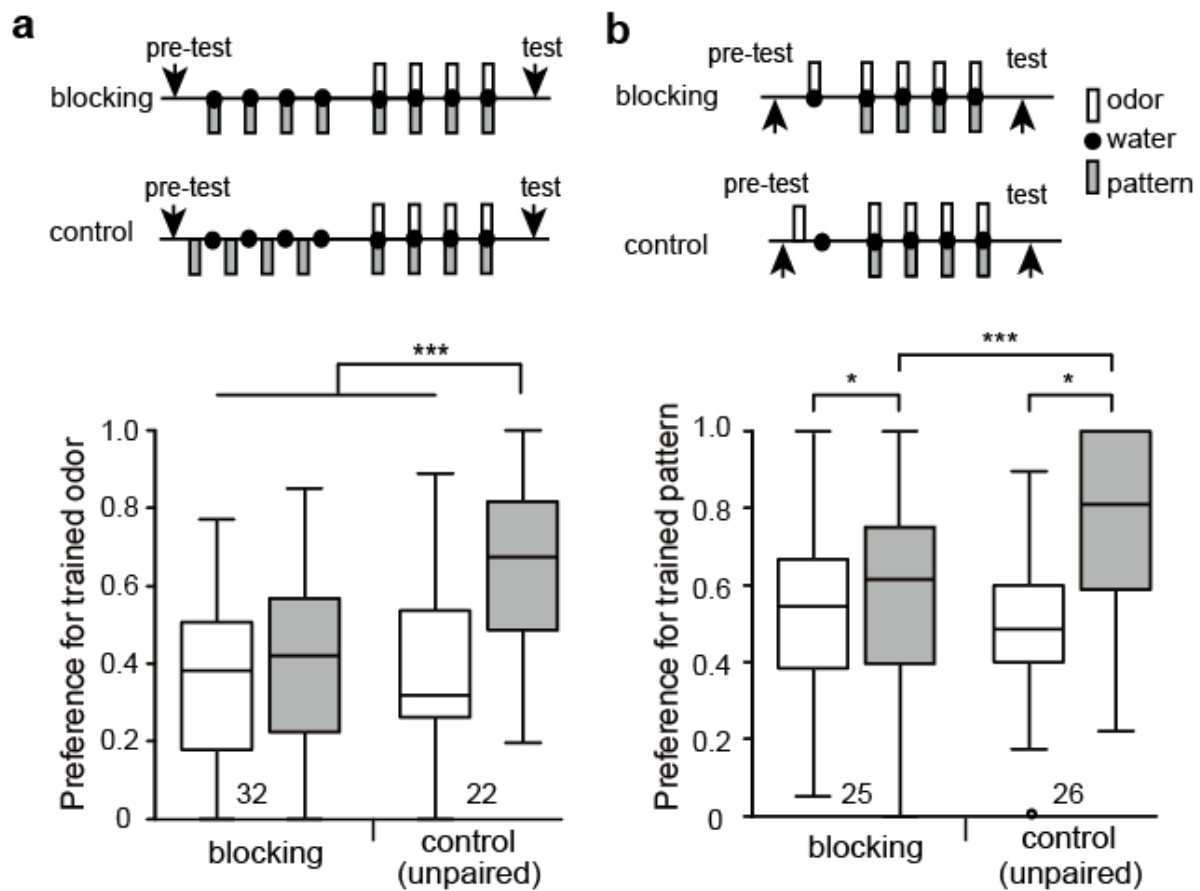 a
pre-test
test
blocking
pre-test
test
control
***
Preference for trained odor
1.0
0.8
0.6
0.4
0.2
0
32
22
blocking
control
(unpaired)
b
pre-test
test
blocking
odor
water
pattern
pre-test
test
control
***
*
*
Preference for trained pattern
1.0
0.8
0.6
0.4
0.2
0
25
26
blocking
control
(unpaired)